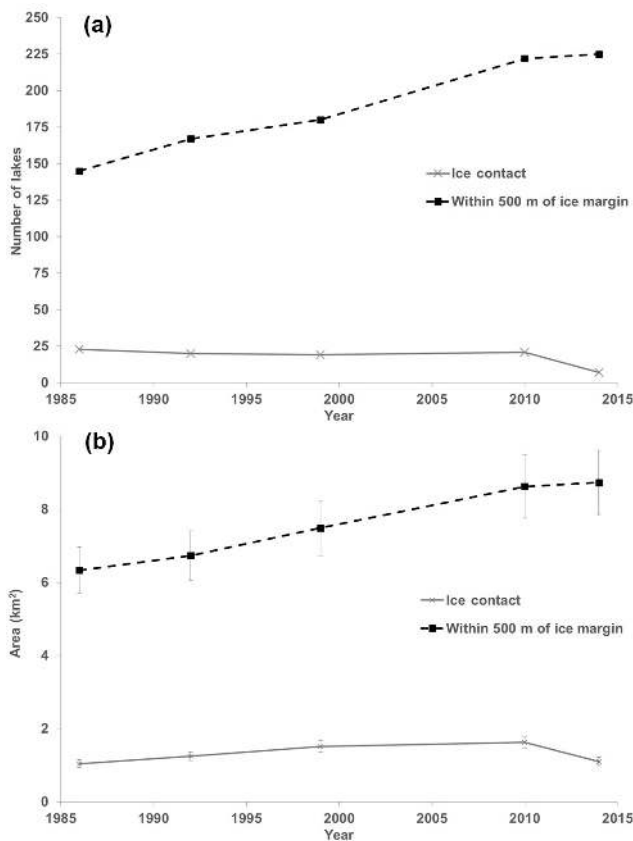 (a)
250
225
200
175
150
125
100
75
50
25
0
Number of lakes
Ice contact
Within 500 m of ice margin
1985 1990 1995 2000 2005 2010 2015
Year
(b)
10
8
6
4
2
0
Area (km²)
Ice contact
Within 500 m of ice margin
1985 1990 1995 2000 2005 2010 2015
Year